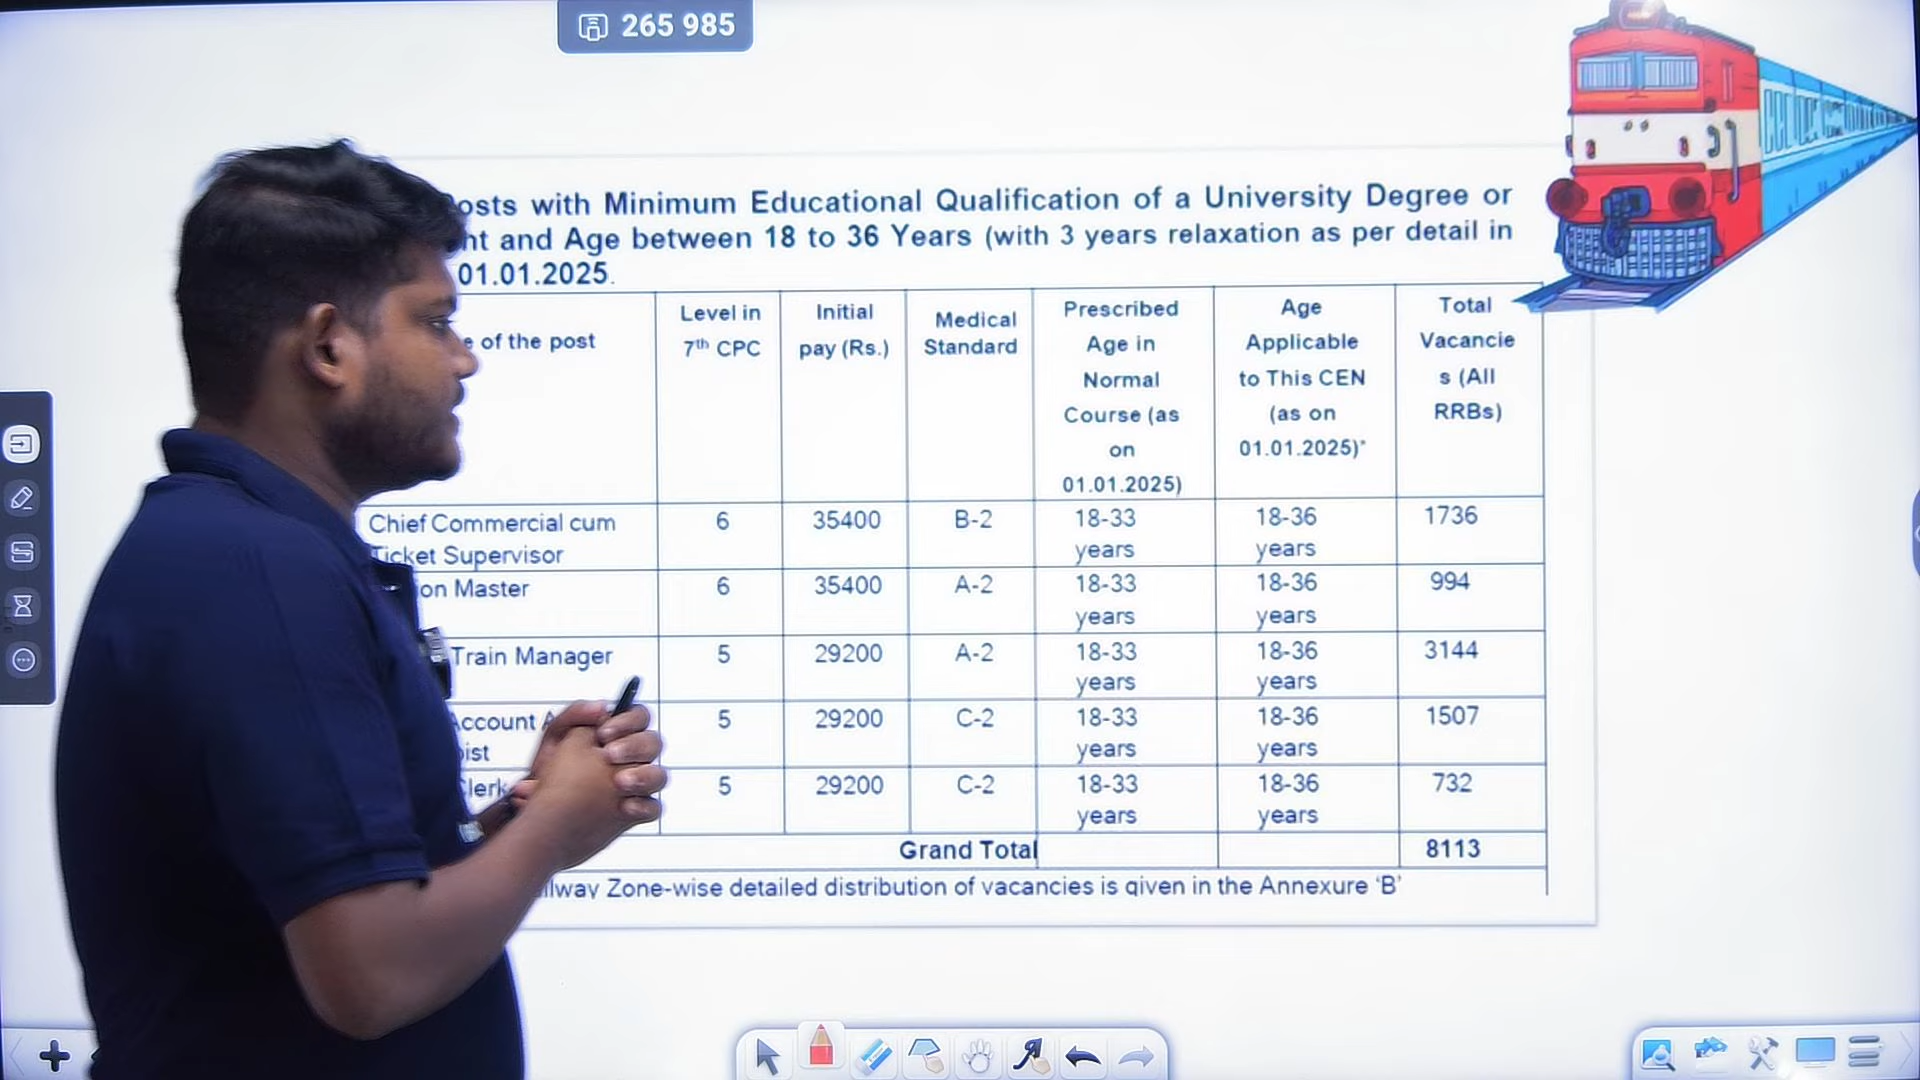 265 985
osts with Minimum Educational Qualification of a University Degree or
nt and Age between 18 to 36 Years (with 3 years relaxation as per detail in
01.01.2025.
e of the post
Level in
7th CPC
Initial
pay (Rs.)
Medical
Standard
Prescribed
Age in
Normal
Course (as
on
01.01.2025)
Age
Applicable
to This CEN
(as on
01.01.2025)*
Total
Vacancie
s (All
RRBs)
Chief Commercial cum
Ticket Supervisor
6
35400
B-2
18-33
years
18-36
years
1736
on Master
6
35400
A-2
18-33
years
18-36
years
994
Train Manager
5
29200
A-2
18-33
years
18-36
years
3144
Account A
ist
5
29200
C-2
18-33
years
18-36
years
1507
Clerk
5
29200
C-2
18-33
years
18-36
years
732
Grand Total
8113
ilway Zone-wise detailed distribution of vacancies is given in the Annexure ‘B’